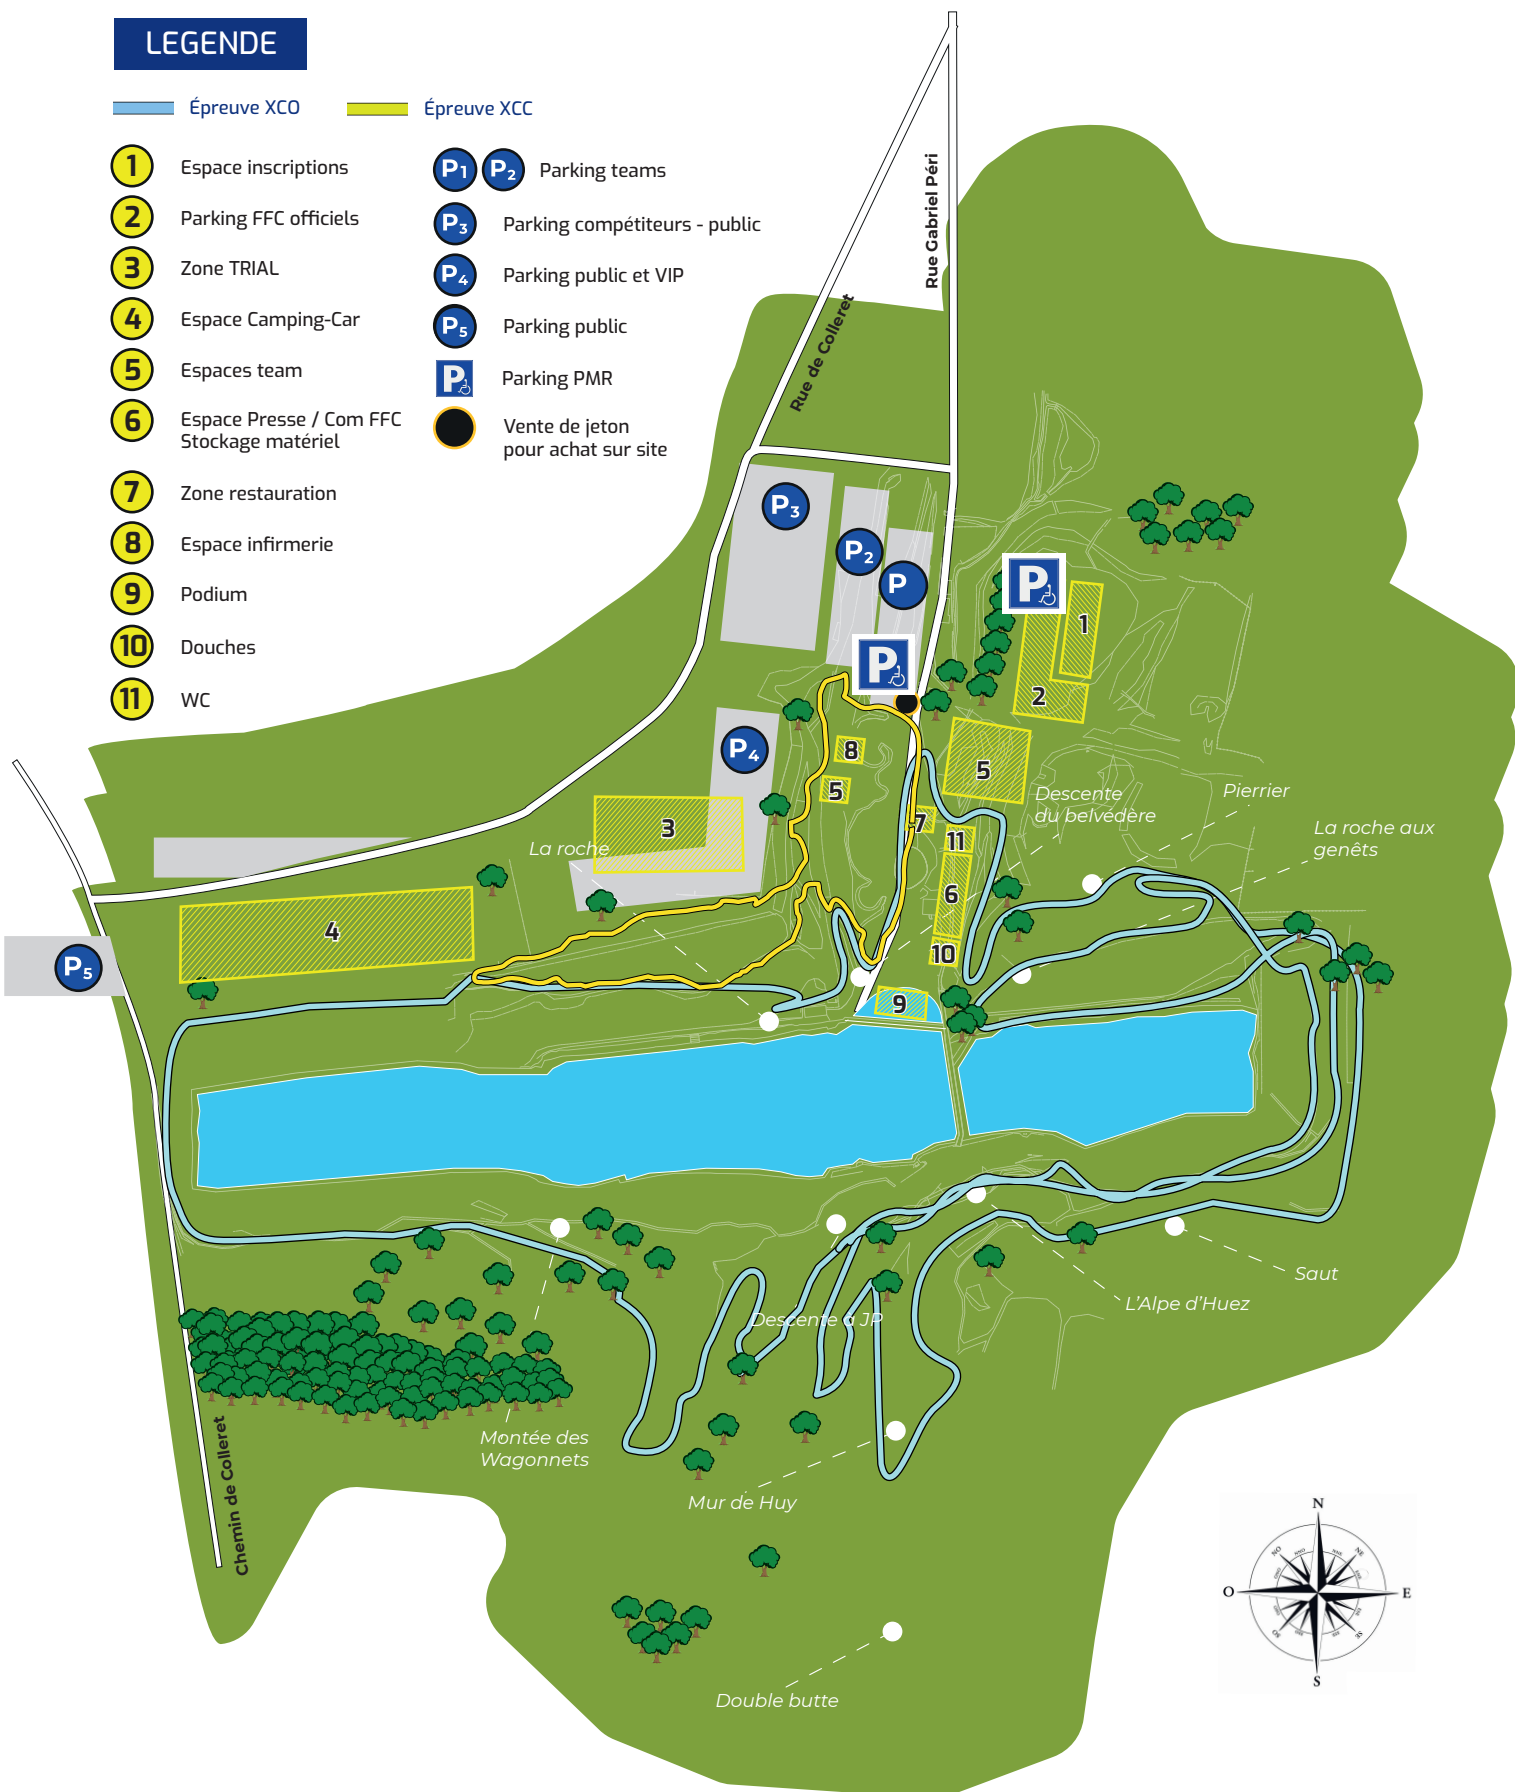 LEGENDE
Épreuve XCO
Épreuve XCC
1 Espace inscriptions
2 Parking FFC officiels
3 Zone TRIAL
4 Espace Camping-Car
5 Espaces team
6 Espace Presse / Com FFC
Stockage matériel
7 Zone restauration
8 Espace infirmerie
9 Podium
10 Douches
11 WC
P1 P2 Parking teams
P3 Parking compétiteurs - public
P4 Parking public et VIP
P5 Parking public
P Parking PMR
Vente de jeton
pour achat sur site
Rue Gabriel Péri
Rue de Colleret
P3
P2
P
P
1
2
P
P4
8
5
5
Descente
du belvédère
Pierrier
3
La roche
7
11
La roche aux
genêts
6
4
10
P5
9
Saut
L'Alpe d'Huez
Descente à JP
Montée des
Wagonnets
Chemin de Colleret
Mur de Huy
Double butte
N
NO
NE
O
E
SO
SE
S